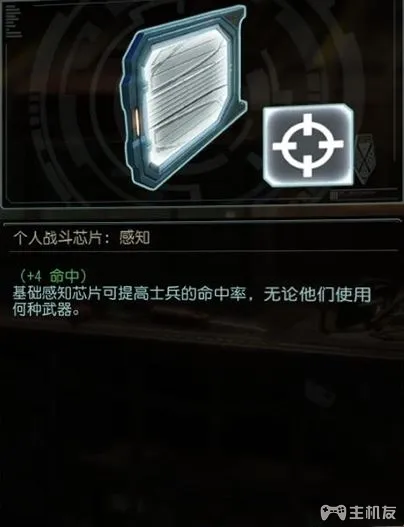 个人战斗芯片：感知
（+4 命中）
基础感知芯片可提高士兵的命中率，无论他们使用
何种武器。
主机友